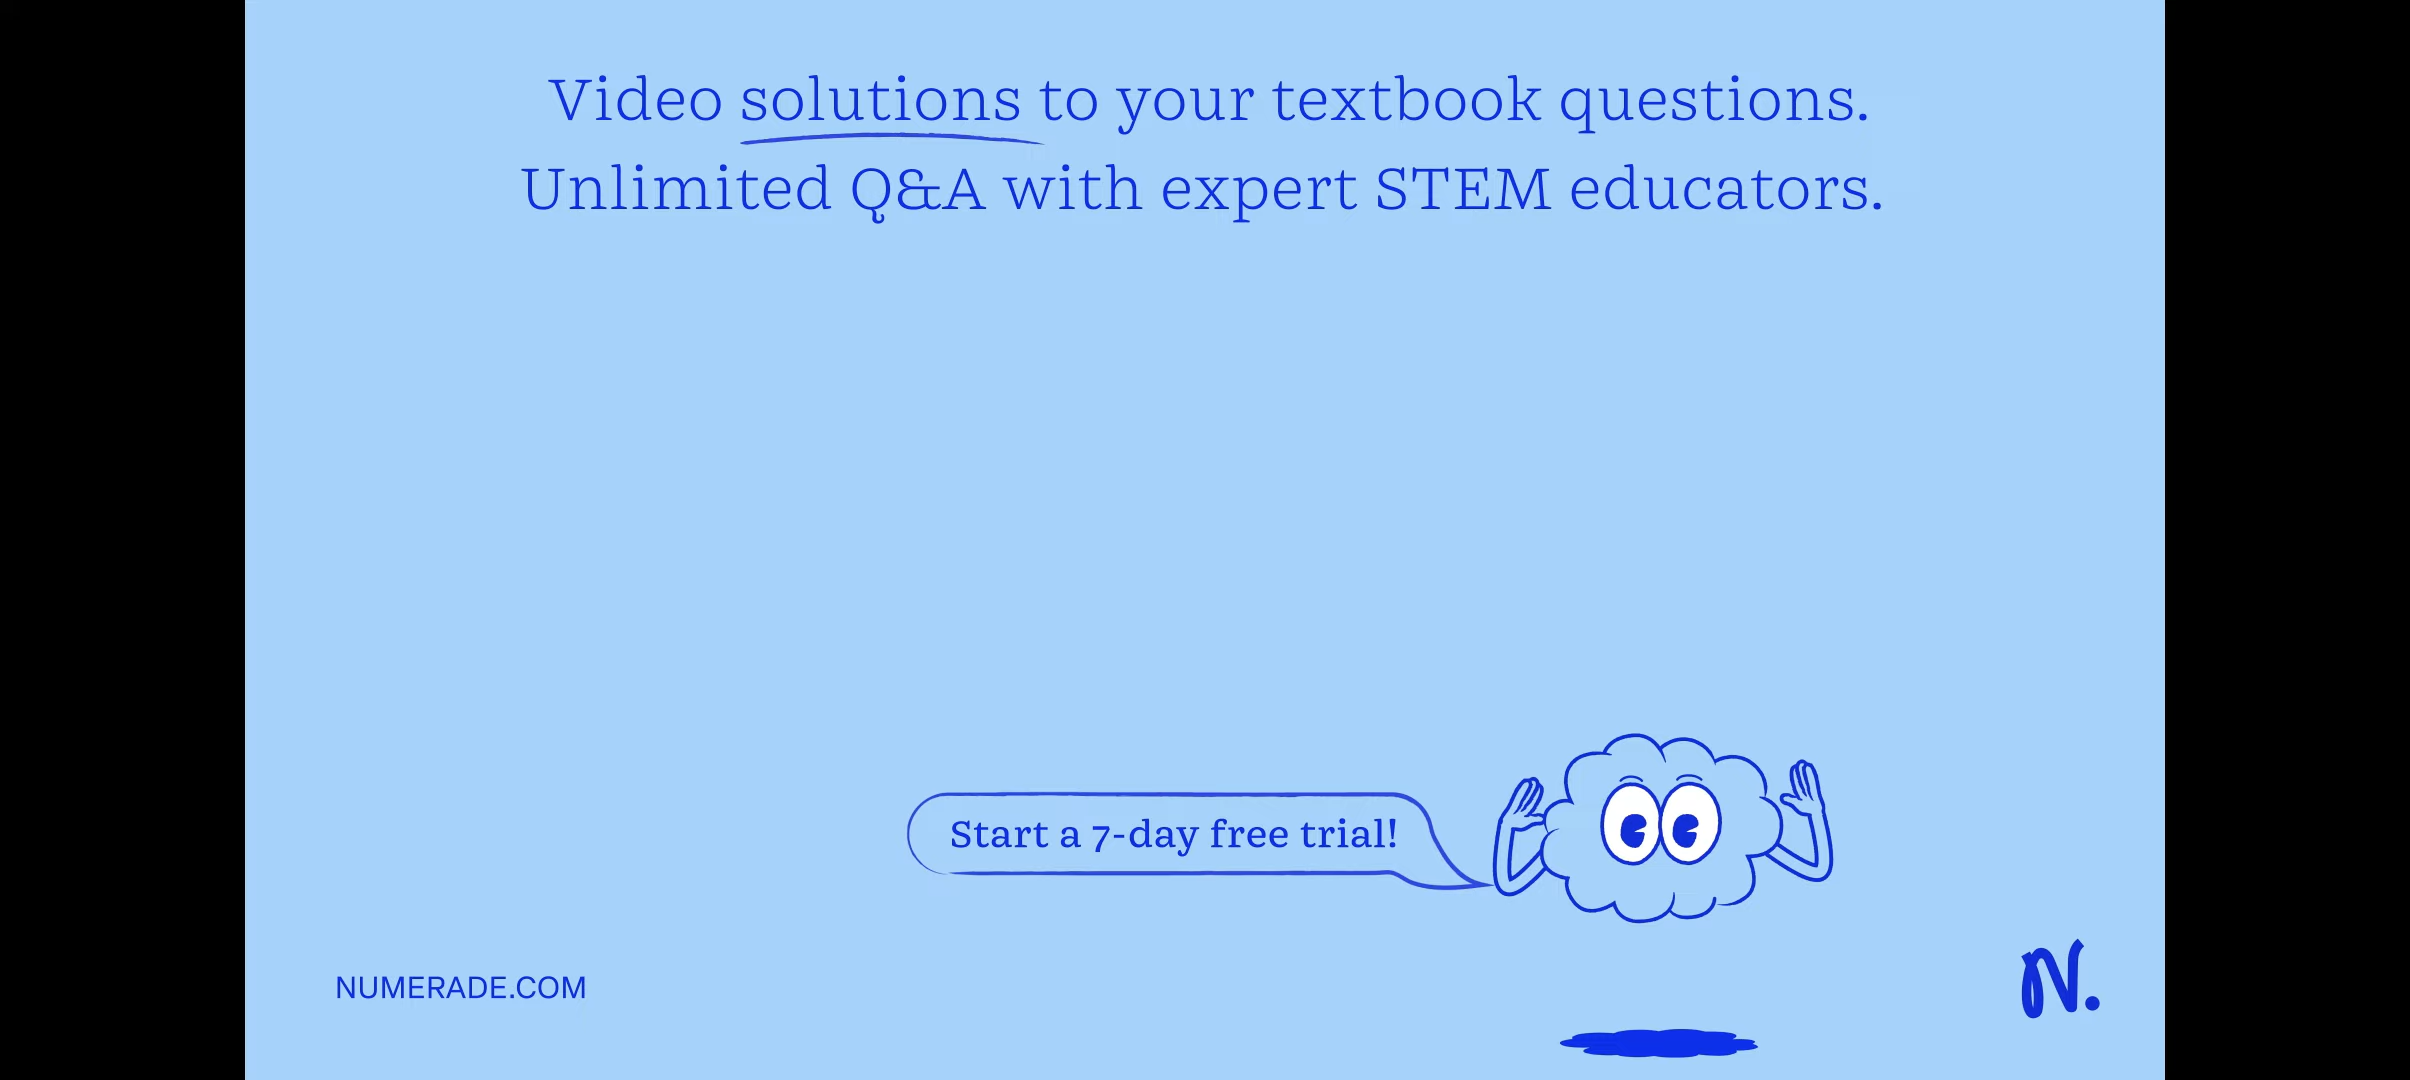 Video solutions to your textbook questions.
Unlimited Q&A with expert STEM educators.
Start a 7-day free trial!
NUMERADE.COM
N.